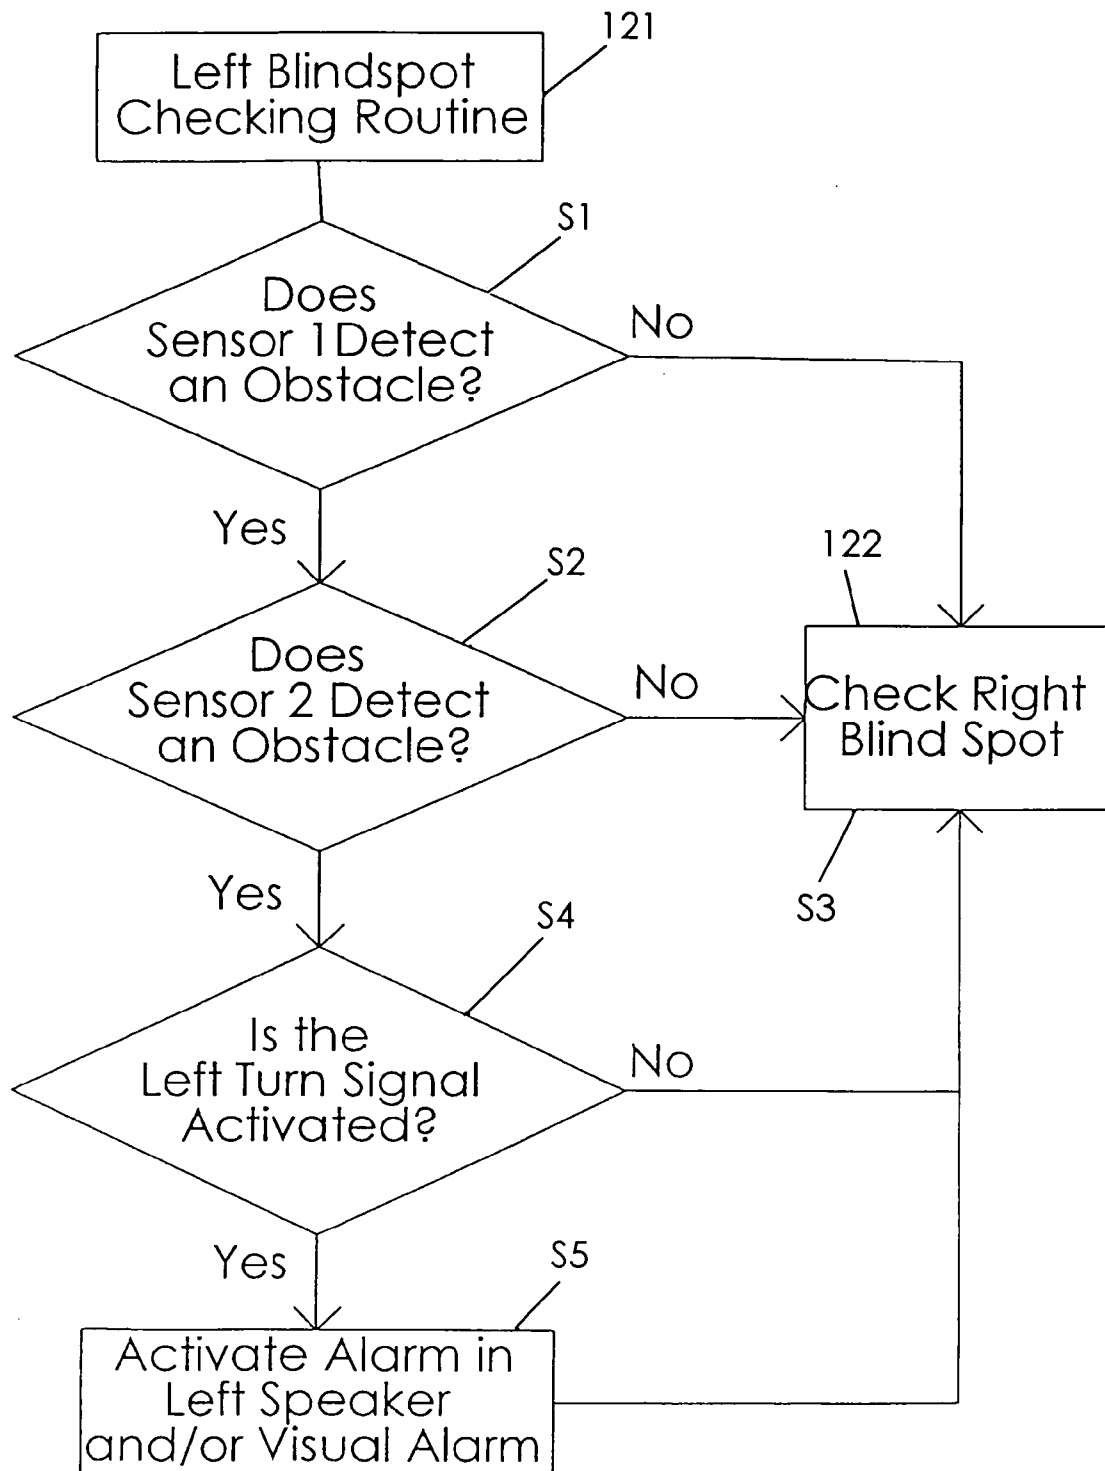 121
Left Blindspot
Checking Routine
S1
Does
Sensor 1 Detect
an Obstacle?
No
Yes
S2
122
Does
Sensor 2 Detect
an Obstacle?
No
Check Right
Blind Spot
Yes
S3
S4
Is the
Left Turn Signal
Activated?
No
Yes
S5
Activate Alarm in
Left Speaker
and/or Visual Alarm